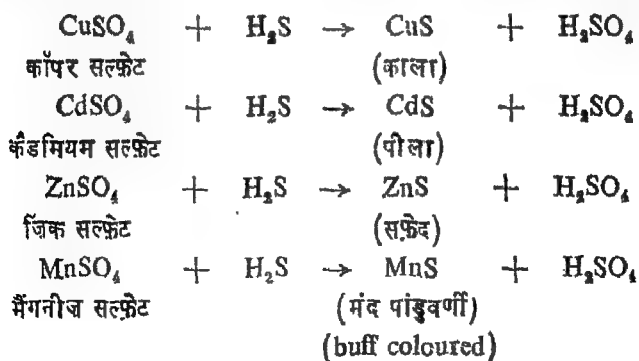 CuSO₄ + H₂S → CuS + H₂SO₄
कॉपर सल्फ़ेट (काला)
CdSO₄ + H₂S → CdS + H₂SO₄
कैडमियम सल्फ़ेट (पीला)
ZnSO₄ + H₂S → ZnS + H₂SO₄
ज़िंक सल्फ़ेट (सफ़ेद)
MnSO₄ + H₂S → MnS + H₂SO₄
मैंगनीज़ सल्फ़ेट (मंद पांडुवर्णी)
(buff coloured)